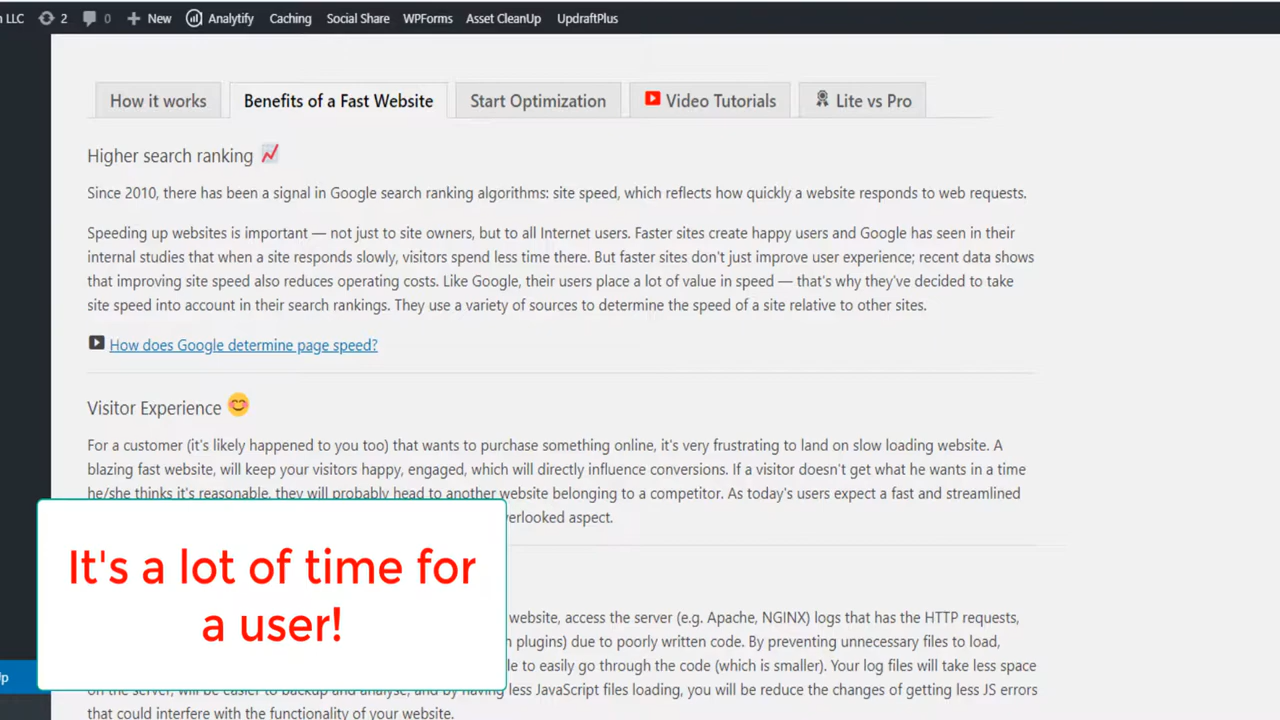 LLC 2 0 New Analytify Caching Social Share WPForms Asset CleanUp UpdraftPlus
How it works Benefits of a Fast Website Start Optimization Video Tutorials Lite vs Pro
Higher search ranking
Since 2010, there has been a signal in Google search ranking algorithms: site speed, which reflects how quickly a website responds to web requests.
Speeding up websites is important — not just to site owners, but to all Internet users. Faster sites create happy users and Google has seen in their
internal studies that when a site responds slowly, visitors spend less time there. But faster sites don't just improve user experience; recent data shows
that improving site speed also reduces operating costs. Like Google, their users place a lot of value in speed — that's why they've decided to take
site speed into account in their search rankings. They use a variety of sources to determine the speed of a site relative to other sites.
How does Google determine page speed?
Visitor Experience
For a customer (it's likely happened to you too) that wants to purchase something online, it's very frustrating to land on slow loading website. A
blazing fast website, will keep your visitors happy, engaged, which will directly influence conversions. If a visitor doesn't get what he wants in a time
he/she thinks it's reasonable, they will probably head to another website belonging to a competitor. As today's users expect a fast and streamlined
verlooked aspect.
It's a lot of time for
a user!
website, access the server (e.g. Apache, NGINX) logs that has the HTTP requests,
plugins) due to poorly written code. By preventing unnecessary files to load,
to easily go through the code (which is smaller). Your log files will take less space
on the server, will be easier to backup and analyse, and by having less JavaScript files loading, you will be reduce the changes of getting less JS errors
that could interfere with the functionality of your website.